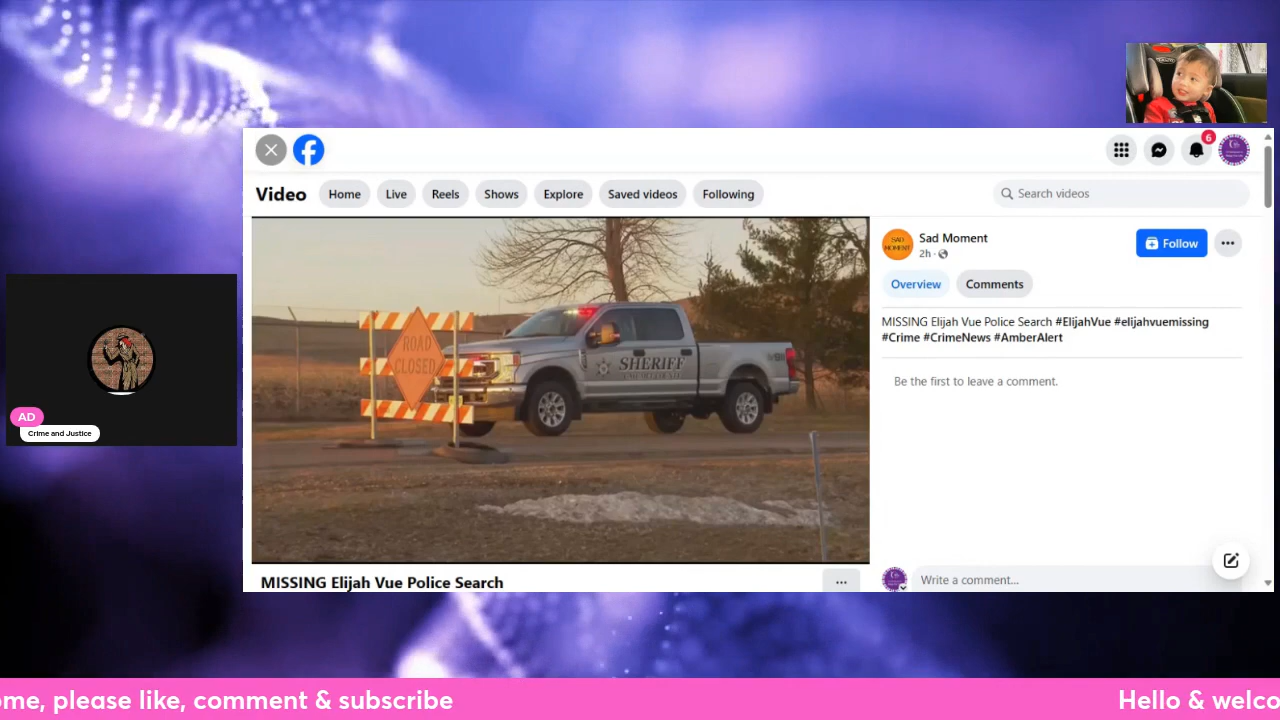 6
Video
Home
Live
Reels
Shows
Explore
Saved videos
Following
Search videos
ROAD
CLOSED
SHERIFF
SAD
MOMENT
Sad Moment
2h
Follow
Overview
Comments
MISSING Elijah Vue Police Search #ElijahVue #elijahvuemissing
#Crime #CrimeNews #AmberAlert
Be the first to leave a comment.
AD
Crime and Justice
MISSING Elijah Vue Police Search
Write a comment...
ome, please like, comment & subscribe
Hello & welco